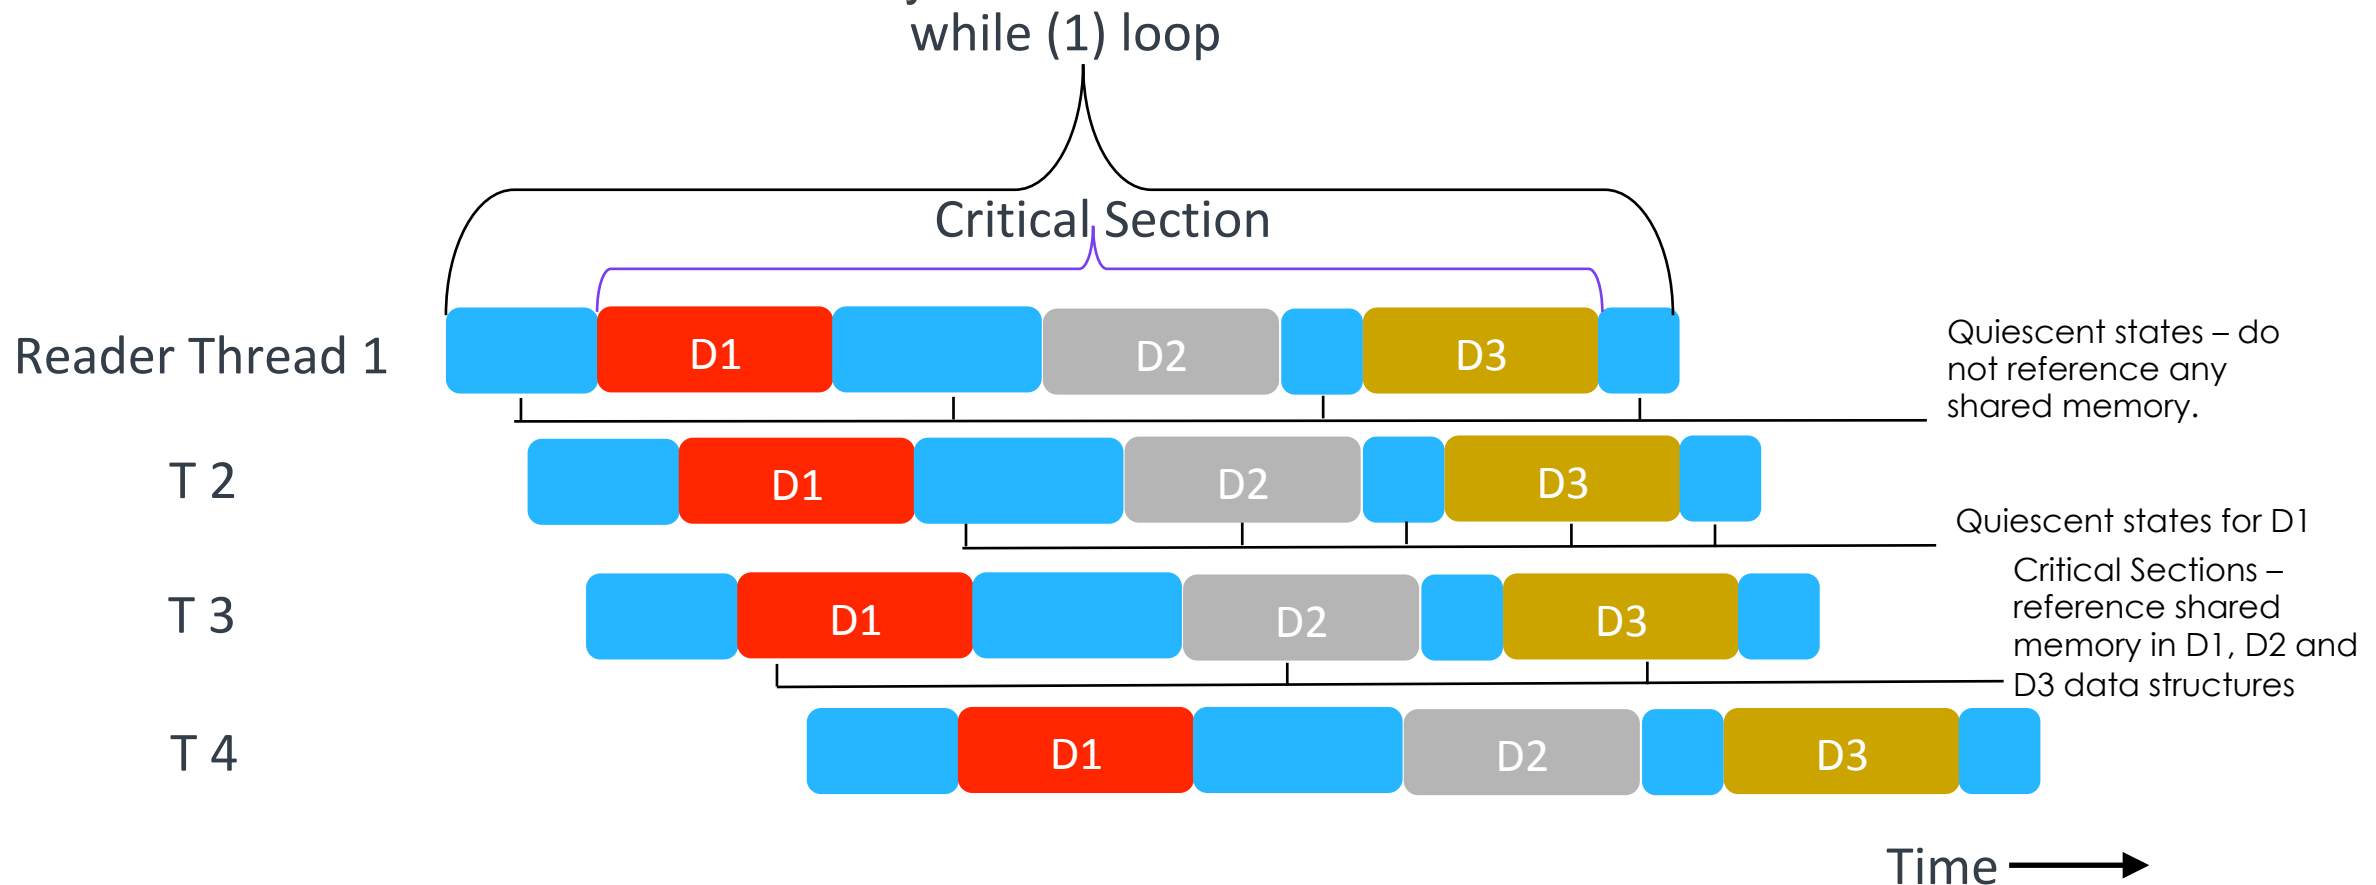 while (1) loop
Critical Section
Reader Thread 1
D1
D2
D3
Quiescent states – do
not reference any
shared memory.
T 2
D1
D2
D3
Quiescent states for D1
Critical Sections –
reference shared
memory in D1, D2 and
D3 data structures
T 3
D1
D2
D3
T 4
D1
D2
D3
Time